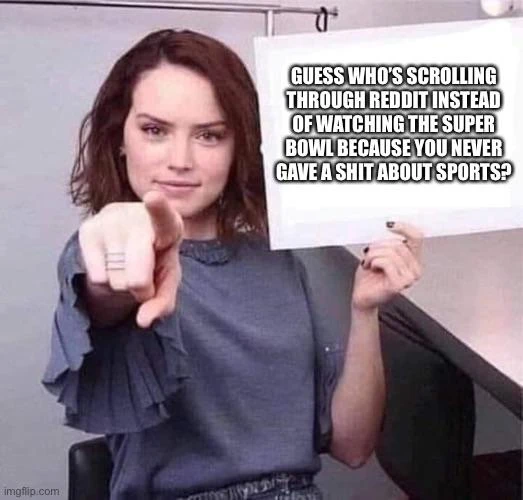 GUESS WHO'S SCROLLING
THROUGH REDDIT INSTEAD
OF WATCHING THE SUPER
BOWL BECAUSE YOU NEVER
GAVE A SHIT ABOUT SPORTS?
imgflip.com